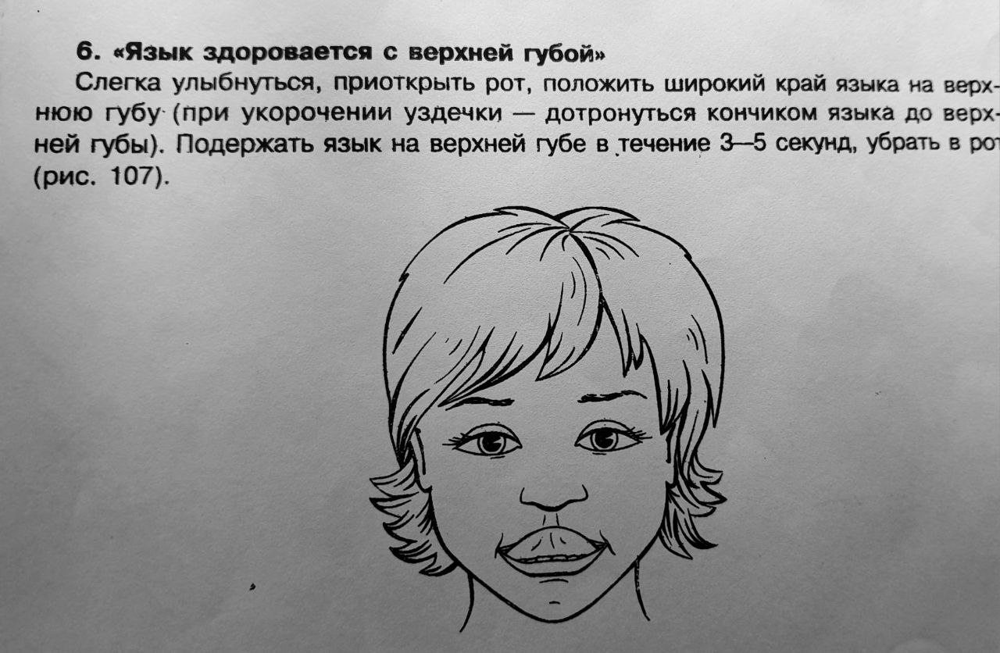 6. «Язык здоровается с верхней губой»
Слегка улыбнуться, приоткрыть рот, положить широкий край языка на верх-
нюю губу (при укорочении уздечки — дотронуться кончиком языка до верх-
ней губы). Подержать язык на верхней губе в течение 3—5 секунд, убрать в рот
(рис. 107).